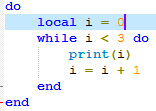 do
    local i = 0
    while i < 3 do
        print(i)
        i = i + 1
    end
end